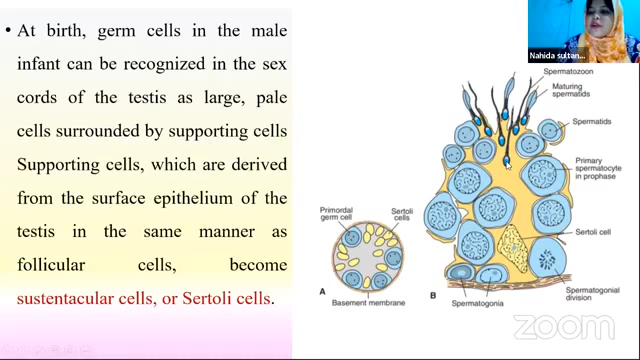 • At birth, germ cells in the male
infant can be recognized in the sex
cords of the testis as large, pale
cells surrounded by supporting cells
Supporting cells, which are derived
from the surface epithelium of the
testis in the same manner as
follicular cells, become
sustentacular cells, or Sertoli cells.
Nahida sultan...
Spermatozoon
Maturing
spermatids
Spermatids
Primary
spermatocyte
in prophase
Sertoli cell
Spermatogonial
division
Spermatogonia
B
Primordial
germ cell
Sertoli
cells
A
Basement membrane
zoom